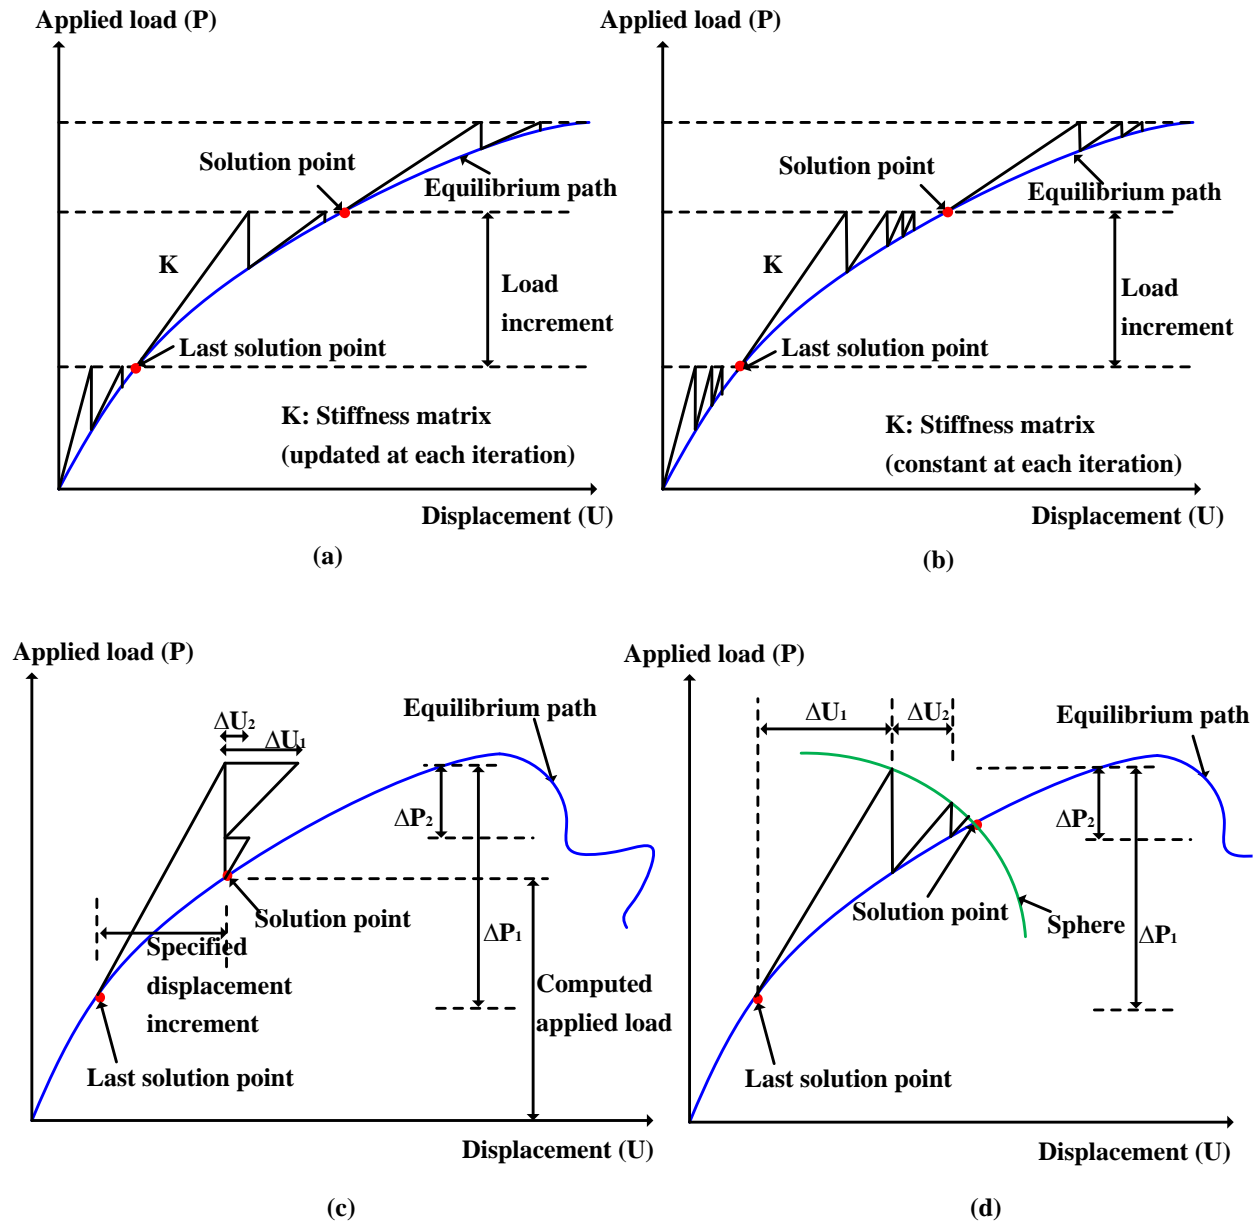 Applied load (P)
Solution point
Equilibrium path
K
Load
increment
Last solution point
K: Stiffness matrix
(updated at each iteration)
Displacement (U)
(a)
Applied load (P)
Solution point
Equilibrium path
K
Load
increment
Last solution point
K: Stiffness matrix
(constant at each iteration)
Displacement (U)
(b)
Applied load (P)
Equilibrium path
ΔU₂
ΔU₁
ΔP₂
Solution point
ΔP₁
Specified
displacement
increment
Computed
applied load
Last solution point
Displacement (U)
(c)
Applied load (P)
ΔU₁
ΔU₂
Equilibrium path
ΔP₂
Solution point
Sphere
ΔP₁
Last solution point
Displacement (U)
(d)